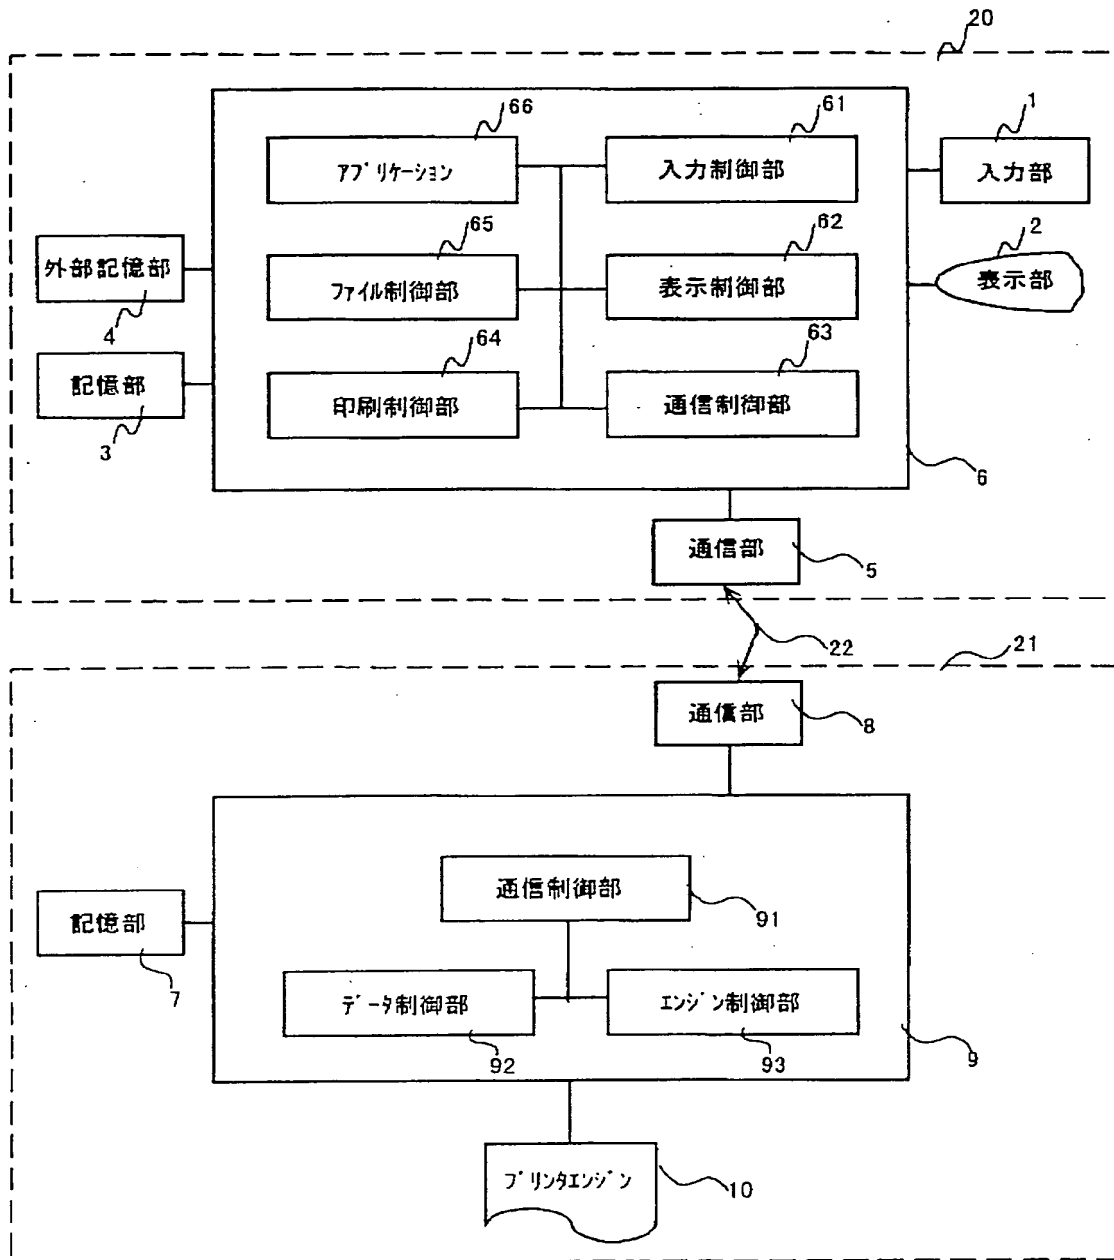 20
66
61
1
アプリケーション
入力制御部
入力部
65
62
2
外部記憶部
ファイル制御部
表示制御部
表示部
4
64
63
記憶部
印刷制御部
通信制御部
3
6
通信部
5
22
21
通信部
8
通信制御部
91
記憶部
7
データ制御部
エンジン制御部
92
93
9
プリンタエンジン
10